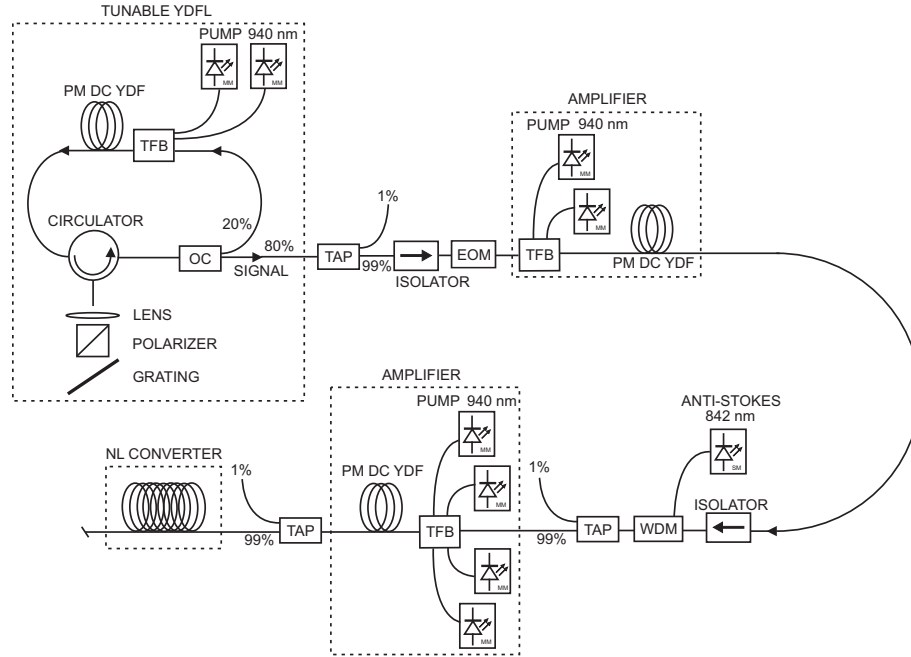 TUNABLE YDFL
PUMP 940 nm
MM
MM
PM DC YDF
TFB
CIRCULATOR
20%
OC
80%
SIGNAL
LENS
POLARIZER
GRATING
1%
TAP
99%
ISOLATOR
EOM
AMPLIFIER
PUMP 940 nm
MM
MM
TFB
PM DC YDF
ANTI-STOKES
842 nm
SM
ISOLATOR
WDM
TAP
1%
99%
AMPLIFIER
PUMP 940 nm
MM
MM
MM
MM
PM DC YDF
TFB
TAP
1%
99%
NL CONVERTER